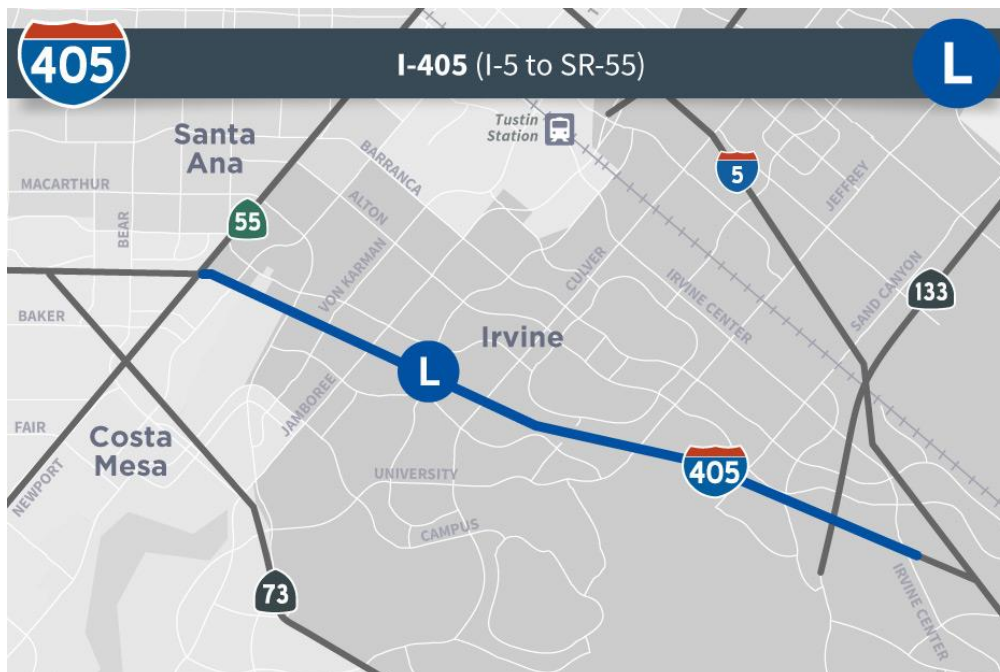 405
I-405 (I-5 to SR-55)
L
Tustin
Station
Santa
Ana
BARRANCA
5
JEFFREY
MACARTHUR
ALTON
55
BEAR
VON KARMAN
CULVER
IRVINE CENTER
SAND CANYON
133
BAKER
Irvine
L
JAMBOREE
FAIR
Costa
Mesa
NEWPORT
UNIVERSITY
405
CAMPUS
73
IRVINE CENTER